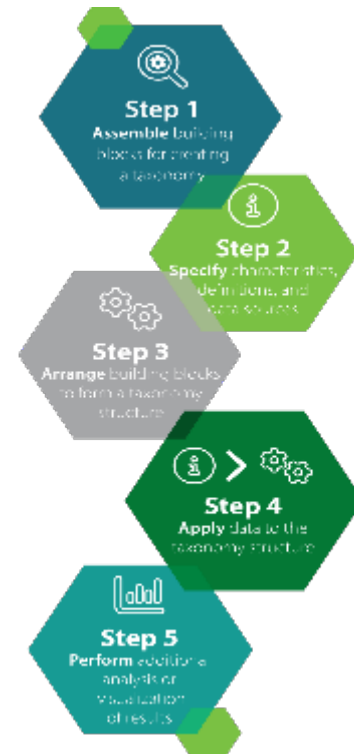 Step 1
Assemble building
blocks for creating
a taxonomy
Step 2
Specify characteristics,
definitions, and
data sources
Step 3
Arrange building blocks
to form a taxonomy
structure
Step 4
Apply data to the
taxonomy structure
Step 5
Perform additional
analysis or
visualization
of results